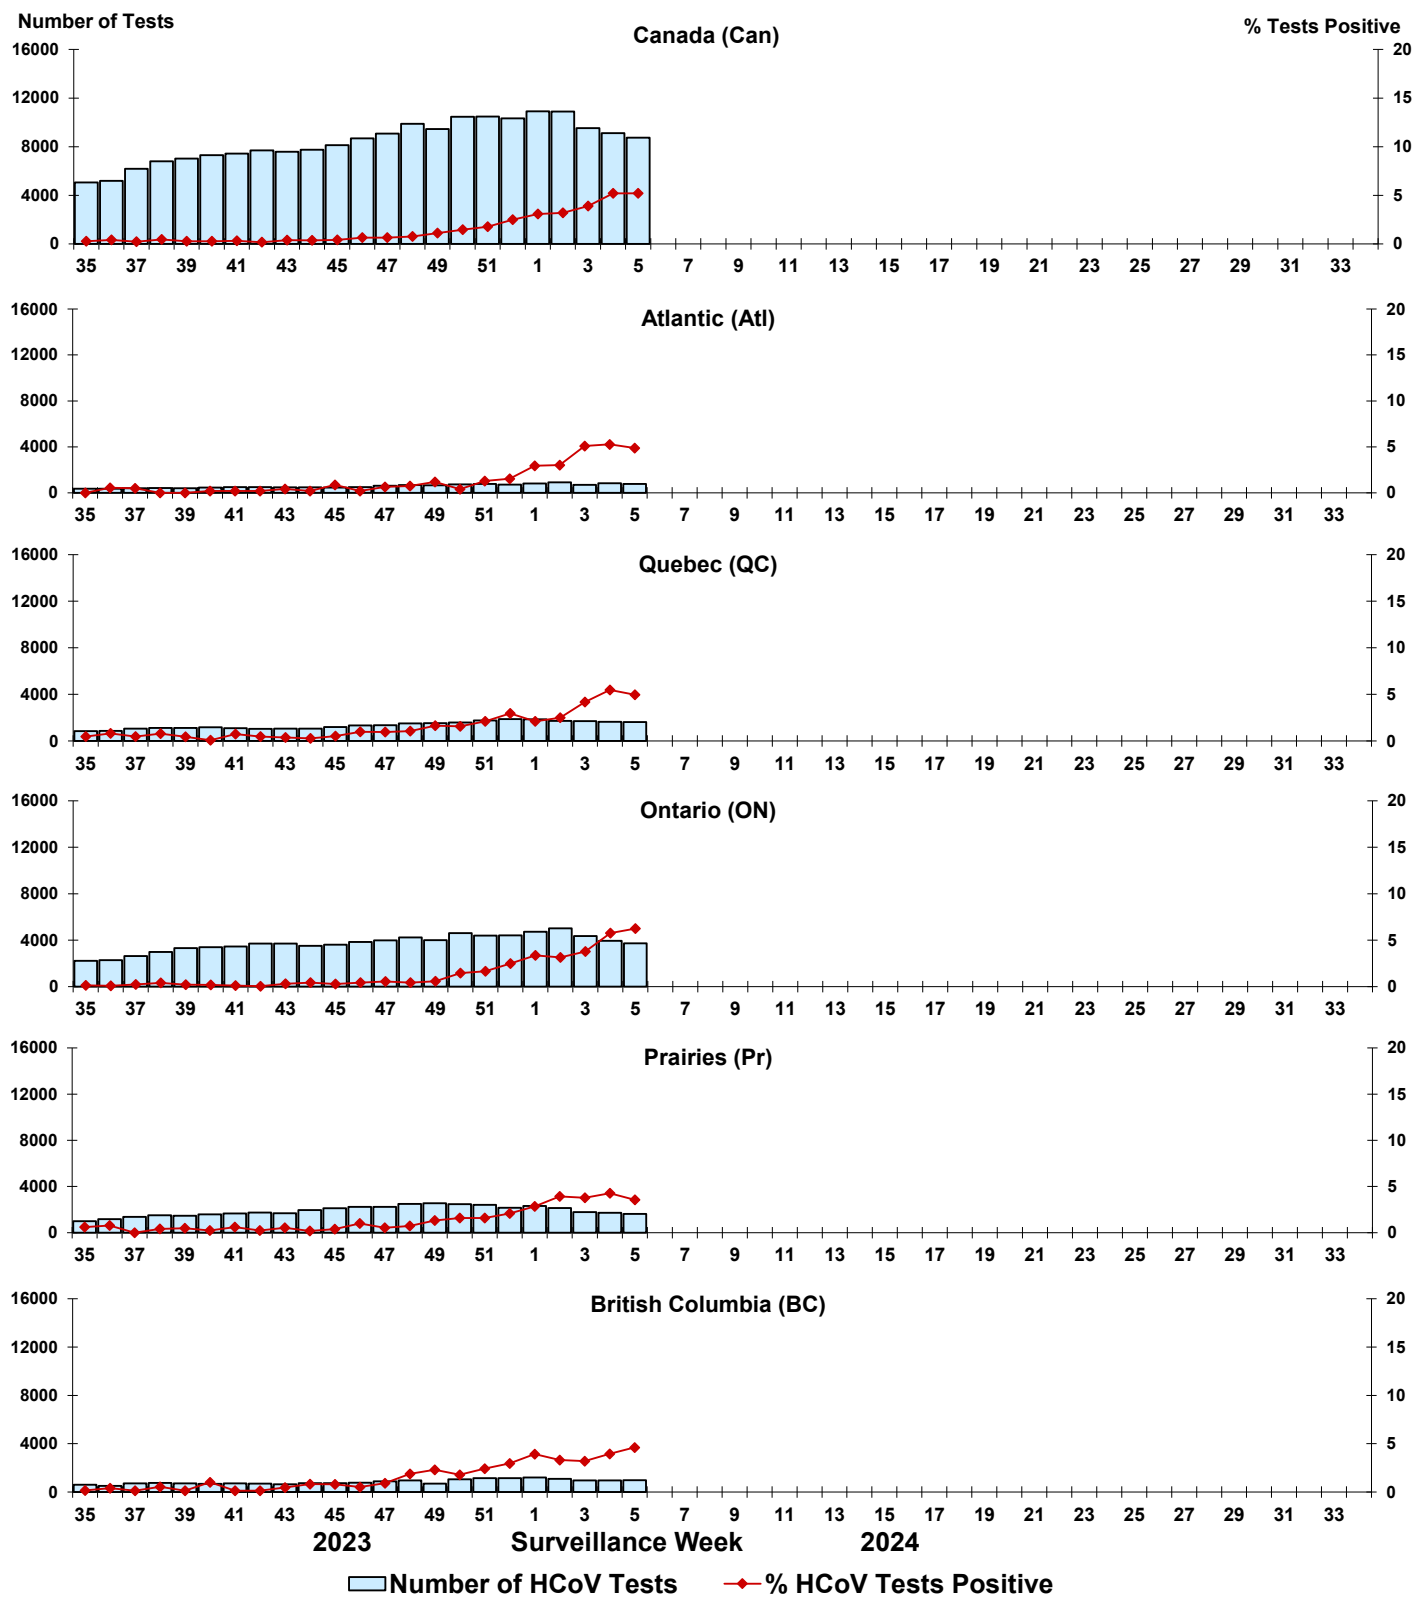 Number of Tests
Canada (Can)
% Tests Positive
16000 20
12000 15
8000 10
4000 5
0 0
35 37 39 41 43 45 47 49 51 1 3 5 7 9 11 13 15 17 19 21 23 25 27 29 31 33
Atlantic (Atl)
16000 20
12000 15
8000 10
4000 5
0 0
35 37 39 41 43 45 47 49 51 1 3 5 7 9 11 13 15 17 19 21 23 25 27 29 31 33
Quebec (QC)
16000 20
12000 15
8000 10
4000 5
0 0
35 37 39 41 43 45 47 49 51 1 3 5 7 9 11 13 15 17 19 21 23 25 27 29 31 33
Ontario (ON)
16000 20
12000 15
8000 10
4000 5
0 0
35 37 39 41 43 45 47 49 51 1 3 5 7 9 11 13 15 17 19 21 23 25 27 29 31 33
Prairies (Pr)
16000 20
12000 15
8000 10
4000 5
0 0
35 37 39 41 43 45 47 49 51 1 3 5 7 9 11 13 15 17 19 21 23 25 27 29 31 33
British Columbia (BC)
16000 20
12000 15
8000 10
4000 5
0 0
35 37 39 41 43 45 47 49 51 1 3 5 7 9 11 13 15 17 19 21 23 25 27 29 31 33
2023 Surveillance Week 2024
Number of HCoV Tests % HCoV Tests Positive